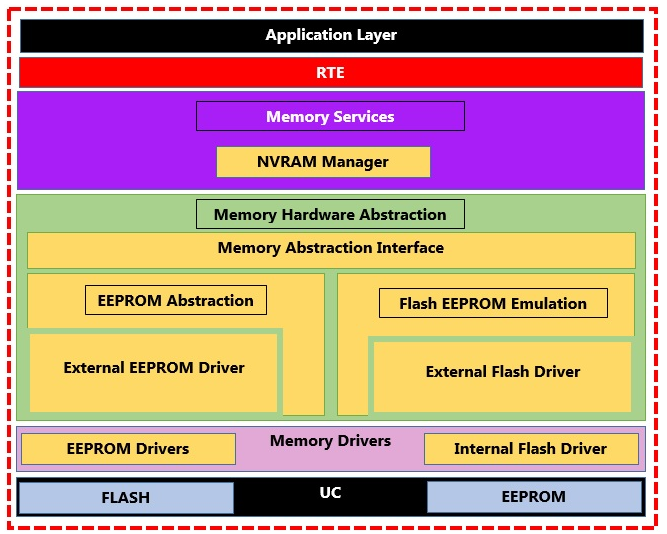 Application Layer
RTE
Memory Services
NVRAM Manager
Memory Hardware Abstraction
Memory Abstraction Interface
EEPROM Abstraction
Flash EEPROM Emulation
External EEPROM Driver
External Flash Driver
EEPROM Drivers
Memory Drivers
Internal Flash Driver
FLASH
UC
EEPROM